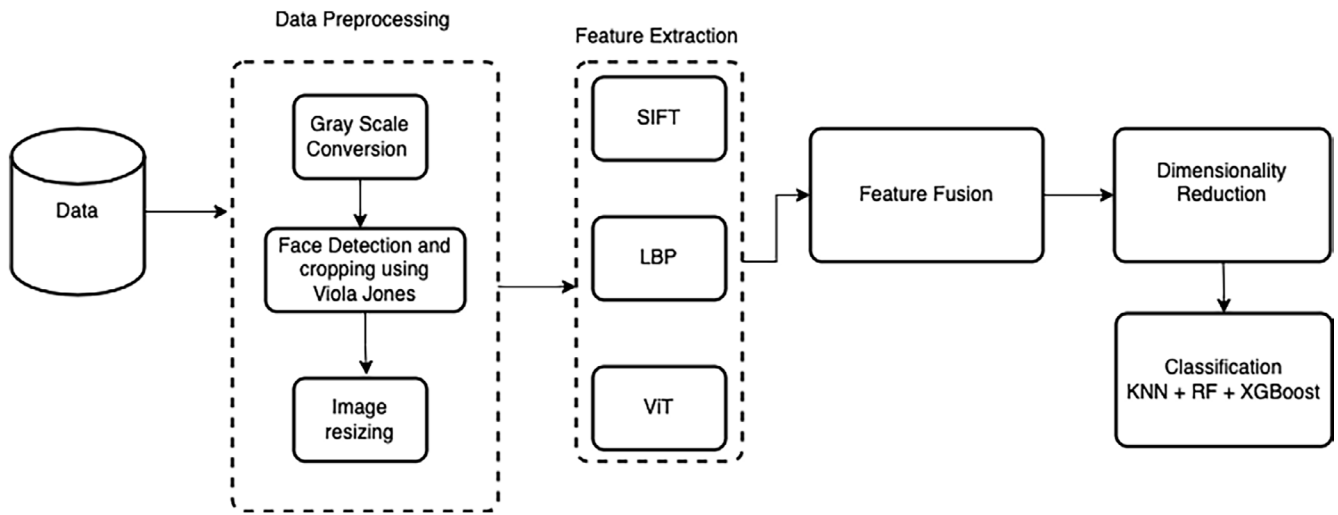 Data Preprocessing
Feature Extraction
Data
Gray Scale
Conversion
Face Detection and
cropping using
Viola Jones
Image
resizing
SIFT
LBP
ViT
Feature Fusion
Dimensionality
Reduction
Classification
KNN + RF + XGBoost